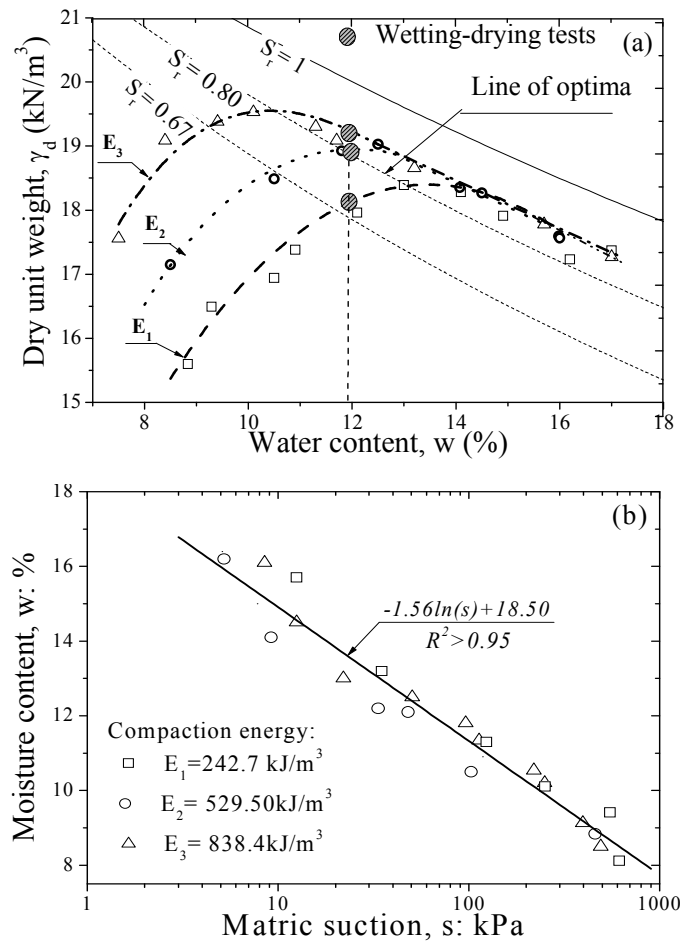 Wetting-drying tests
(a)
S_r=1
S_r=0.80
S_r=0.67
Line of optima
E_3
E_2
E_1
Dry unit weight, γ_d (kN/m³)
21
20
19
18
17
16
15
8
10
12
14
16
18
Water content, w (%)
(b)
18
16
14
12
10
8
Moisture content, w: %
-1.56ln(s)+18.50
R²>0.95
Compaction energy:
E_1=242.7 kJ/m³
E_2= 529.50kJ/m³
E_3= 838.4kJ/m³
1
10
100
1000
Matric suction, s: kPa